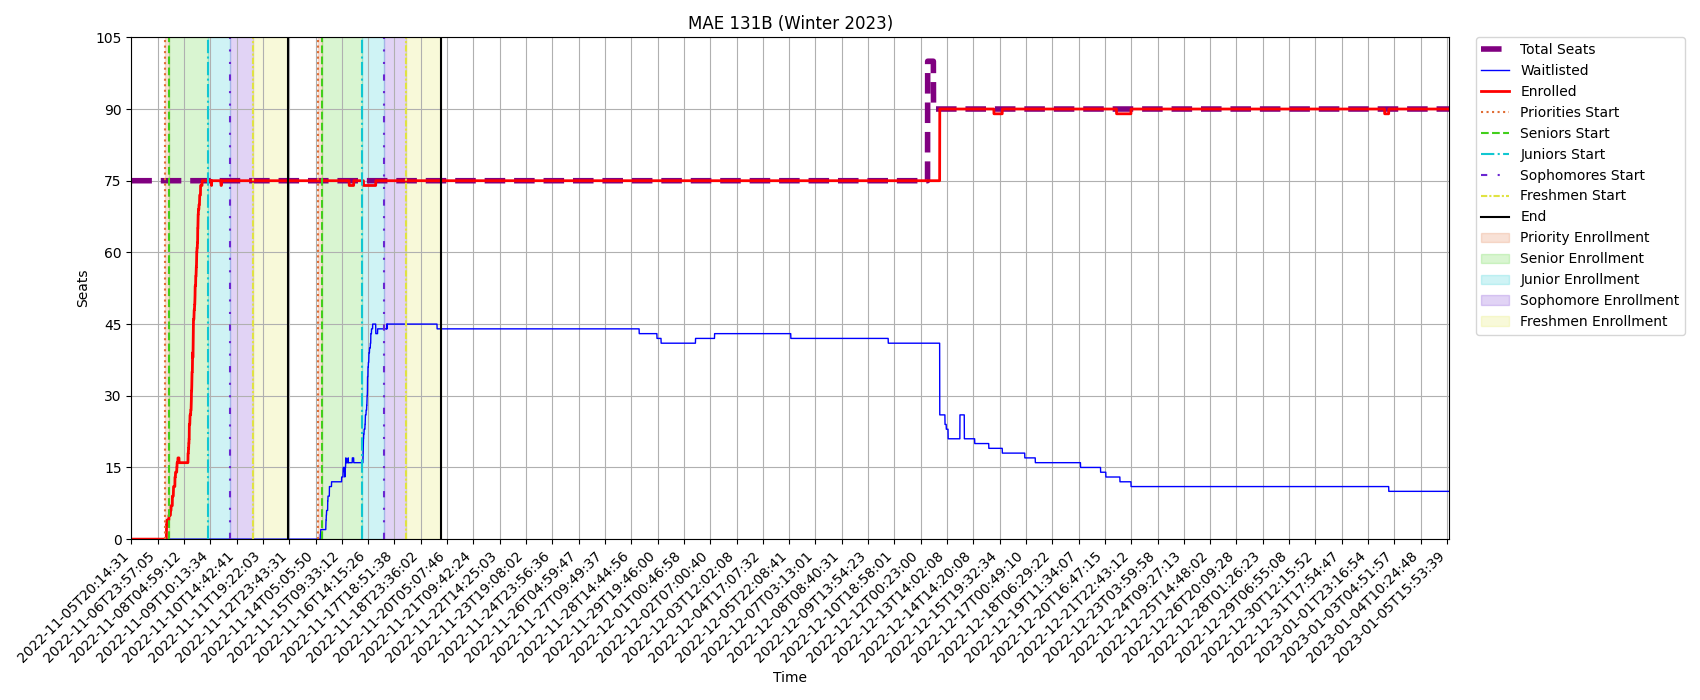 MAE 131B (Winter 2023)
105
90
75
60
45
30
15
0
Seats
2022-11-05T20:14:31
2022-11-06T23:57:05
2022-11-08T04:59:12
2022-11-09T10:13:34
2022-11-10T14:42:41
2022-11-11T19:22:03
2022-11-12T23:43:31
2022-11-14T05:05:50
2022-11-15T09:33:12
2022-11-16T14:15:26
2022-11-17T18:51:38
2022-11-18T23:36:02
2022-11-20T05:07:46
2022-11-21T09:42:24
2022-11-22T14:25:03
2022-11-23T19:08:02
2022-11-24T23:56:36
2022-11-26T04:59:47
2022-11-27T09:49:37
2022-11-28T14:44:56
2022-11-29T19:46:00
2022-12-01T00:46:58
2022-12-02T07:00:40
2022-12-03T12:02:08
2022-12-04T17:07:32
2022-12-05T22:08:41
2022-12-07T03:13:01
2022-12-08T08:40:31
2022-12-09T13:54:23
2022-12-10T18:58:01
2022-12-12T00:23:00
2022-12-13T14:02:08
2022-12-14T14:20:08
2022-12-15T19:32:34
2022-12-17T00:49:10
2022-12-18T06:29:22
2022-12-19T11:34:07
2022-12-20T16:47:15
2022-12-21T22:43:12
2022-12-23T03:59:58
2022-12-24T09:27:13
2022-12-25T14:48:02
2022-12-26T20:09:28
2022-12-28T01:26:23
2022-12-29T06:55:08
2022-12-30T12:15:52
2022-12-31T17:54:47
2023-01-01T23:16:54
2023-01-03T04:51:57
2023-01-04T10:24:48
2023-01-05T15:53:39
Time
Total Seats
Waitlisted
Enrolled
Priorities Start
Seniors Start
Juniors Start
Sophomores Start
Freshmen Start
End
Priority Enrollment
Senior Enrollment
Junior Enrollment
Sophomore Enrollment
Freshmen Enrollment